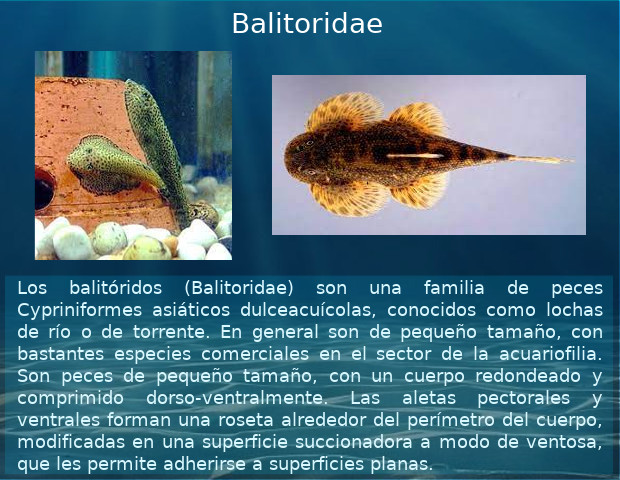 Balitoridae
Los balitóridos (Balitoridae) son una familia de peces
Cypriniformes asiáticos dulceacuícolas, conocidos como lochas
de río o de torrente. En general son de pequeño tamaño, con
bastantes especies comerciales en el sector de la acuariofilia.
Son peces de pequeño tamaño, con un cuerpo redondeado y
comprimido dorso-ventralmente. Las aletas pectorales y
ventrales forman una roseta alrededor del perímetro del cuerpo,
modificadas en una superficie succionadora a modo de ventosa,
que les permite adherirse a superficies planas.